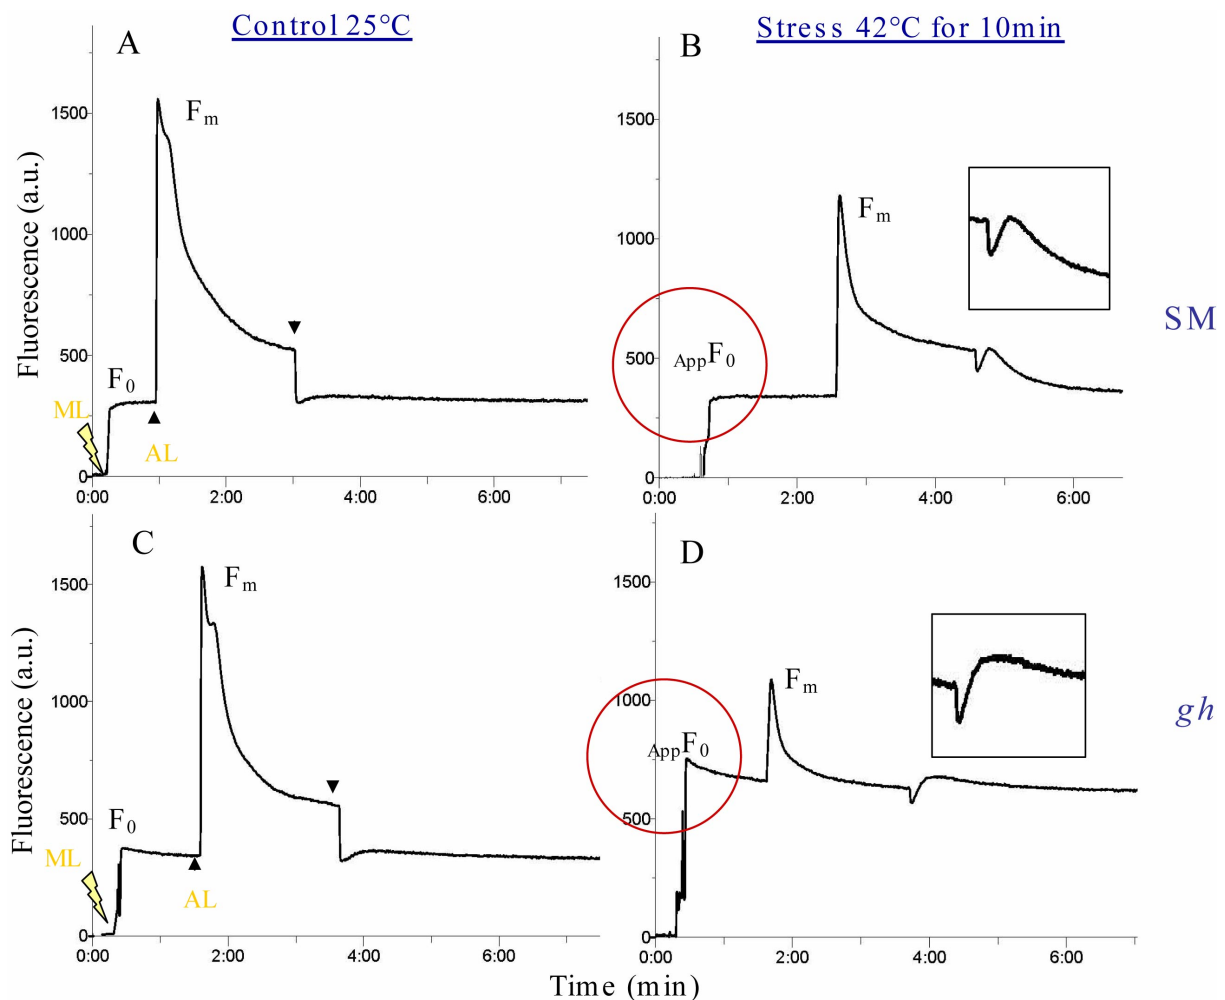 Control 25°C
Stress 42°C for 10min
A
Fm
F0
ML
AL
Fluorescence (a.u.)
1500
1000
500
0
0:00 2:00 4:00 6:00
B
Fm
AppF0
1500
1000
500
0
0:00 2:00 4:00 6:00
SM
C
Fm
F0
ML
AL
Fluorescence (a.u.)
1500
1000
500
0
0:00 2:00 4:00 6:00
D
Fm
AppF0
1500
1000
500
0
0:00 2:00 4:00 6:00
gh
Time (min)